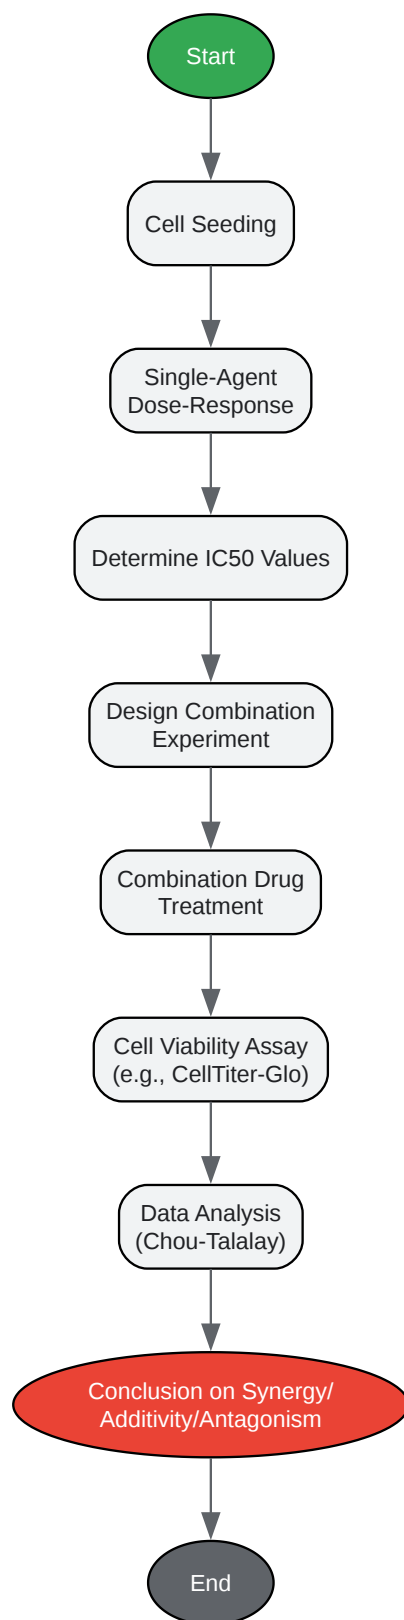 Start
Cell Seeding
Single-Agent
Dose-Response
Determine IC50 Values
Design Combination
Experiment
Combination Drug
Treatment
Cell Viability Assay
(e.g., CellTiter-Glo)
Data Analysis
(Chou-Talalay)
Conclusion on Synergy/
Additivity/Antagonism
End